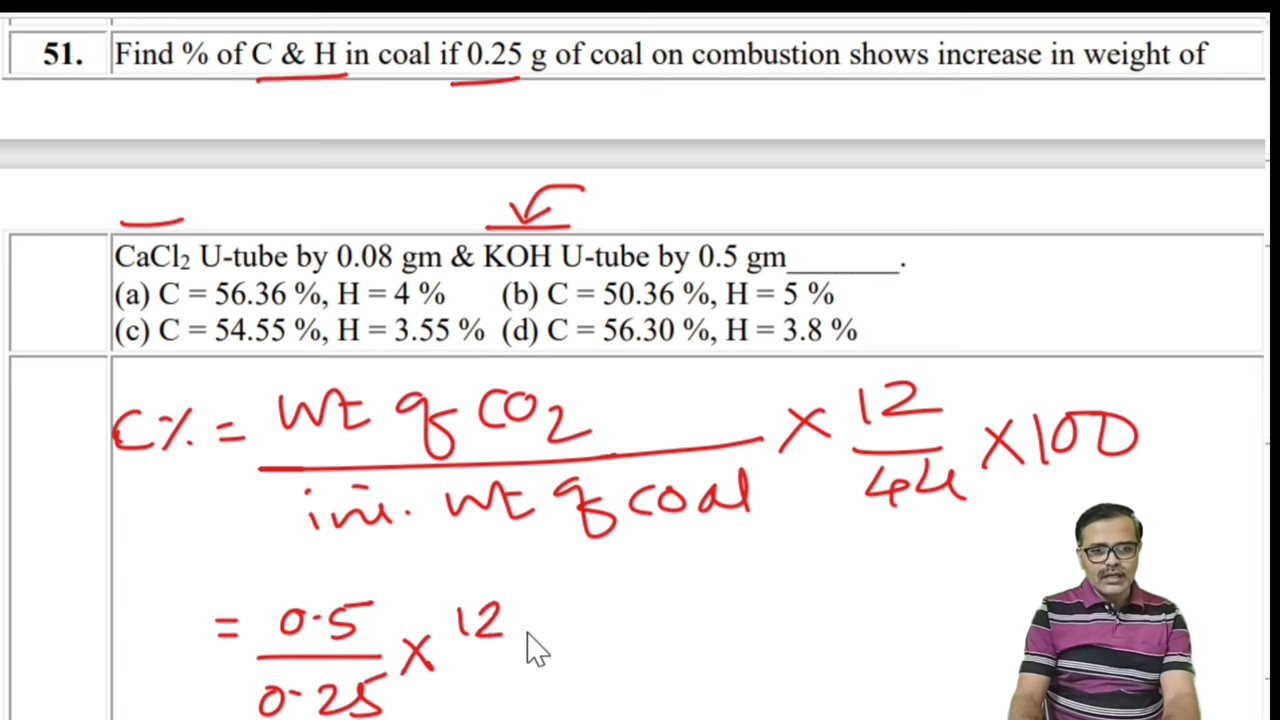 51. Find % of C & H in coal if 0.25 g of coal on combustion shows increase in weight of
CaCl₂ U-tube by 0.08 gm & KOH U-tube by 0.5 gm_______.
(a) C = 56.36 %, H = 4 % (b) C = 50.36 %, H = 5 %
(c) C = 54.55 %, H = 3.55 % (d) C = 56.30 %, H = 3.8 %
C% = wt of CO₂ / ini. wt of coal × 12/44 × 100
= 0.5/0.25 × 12